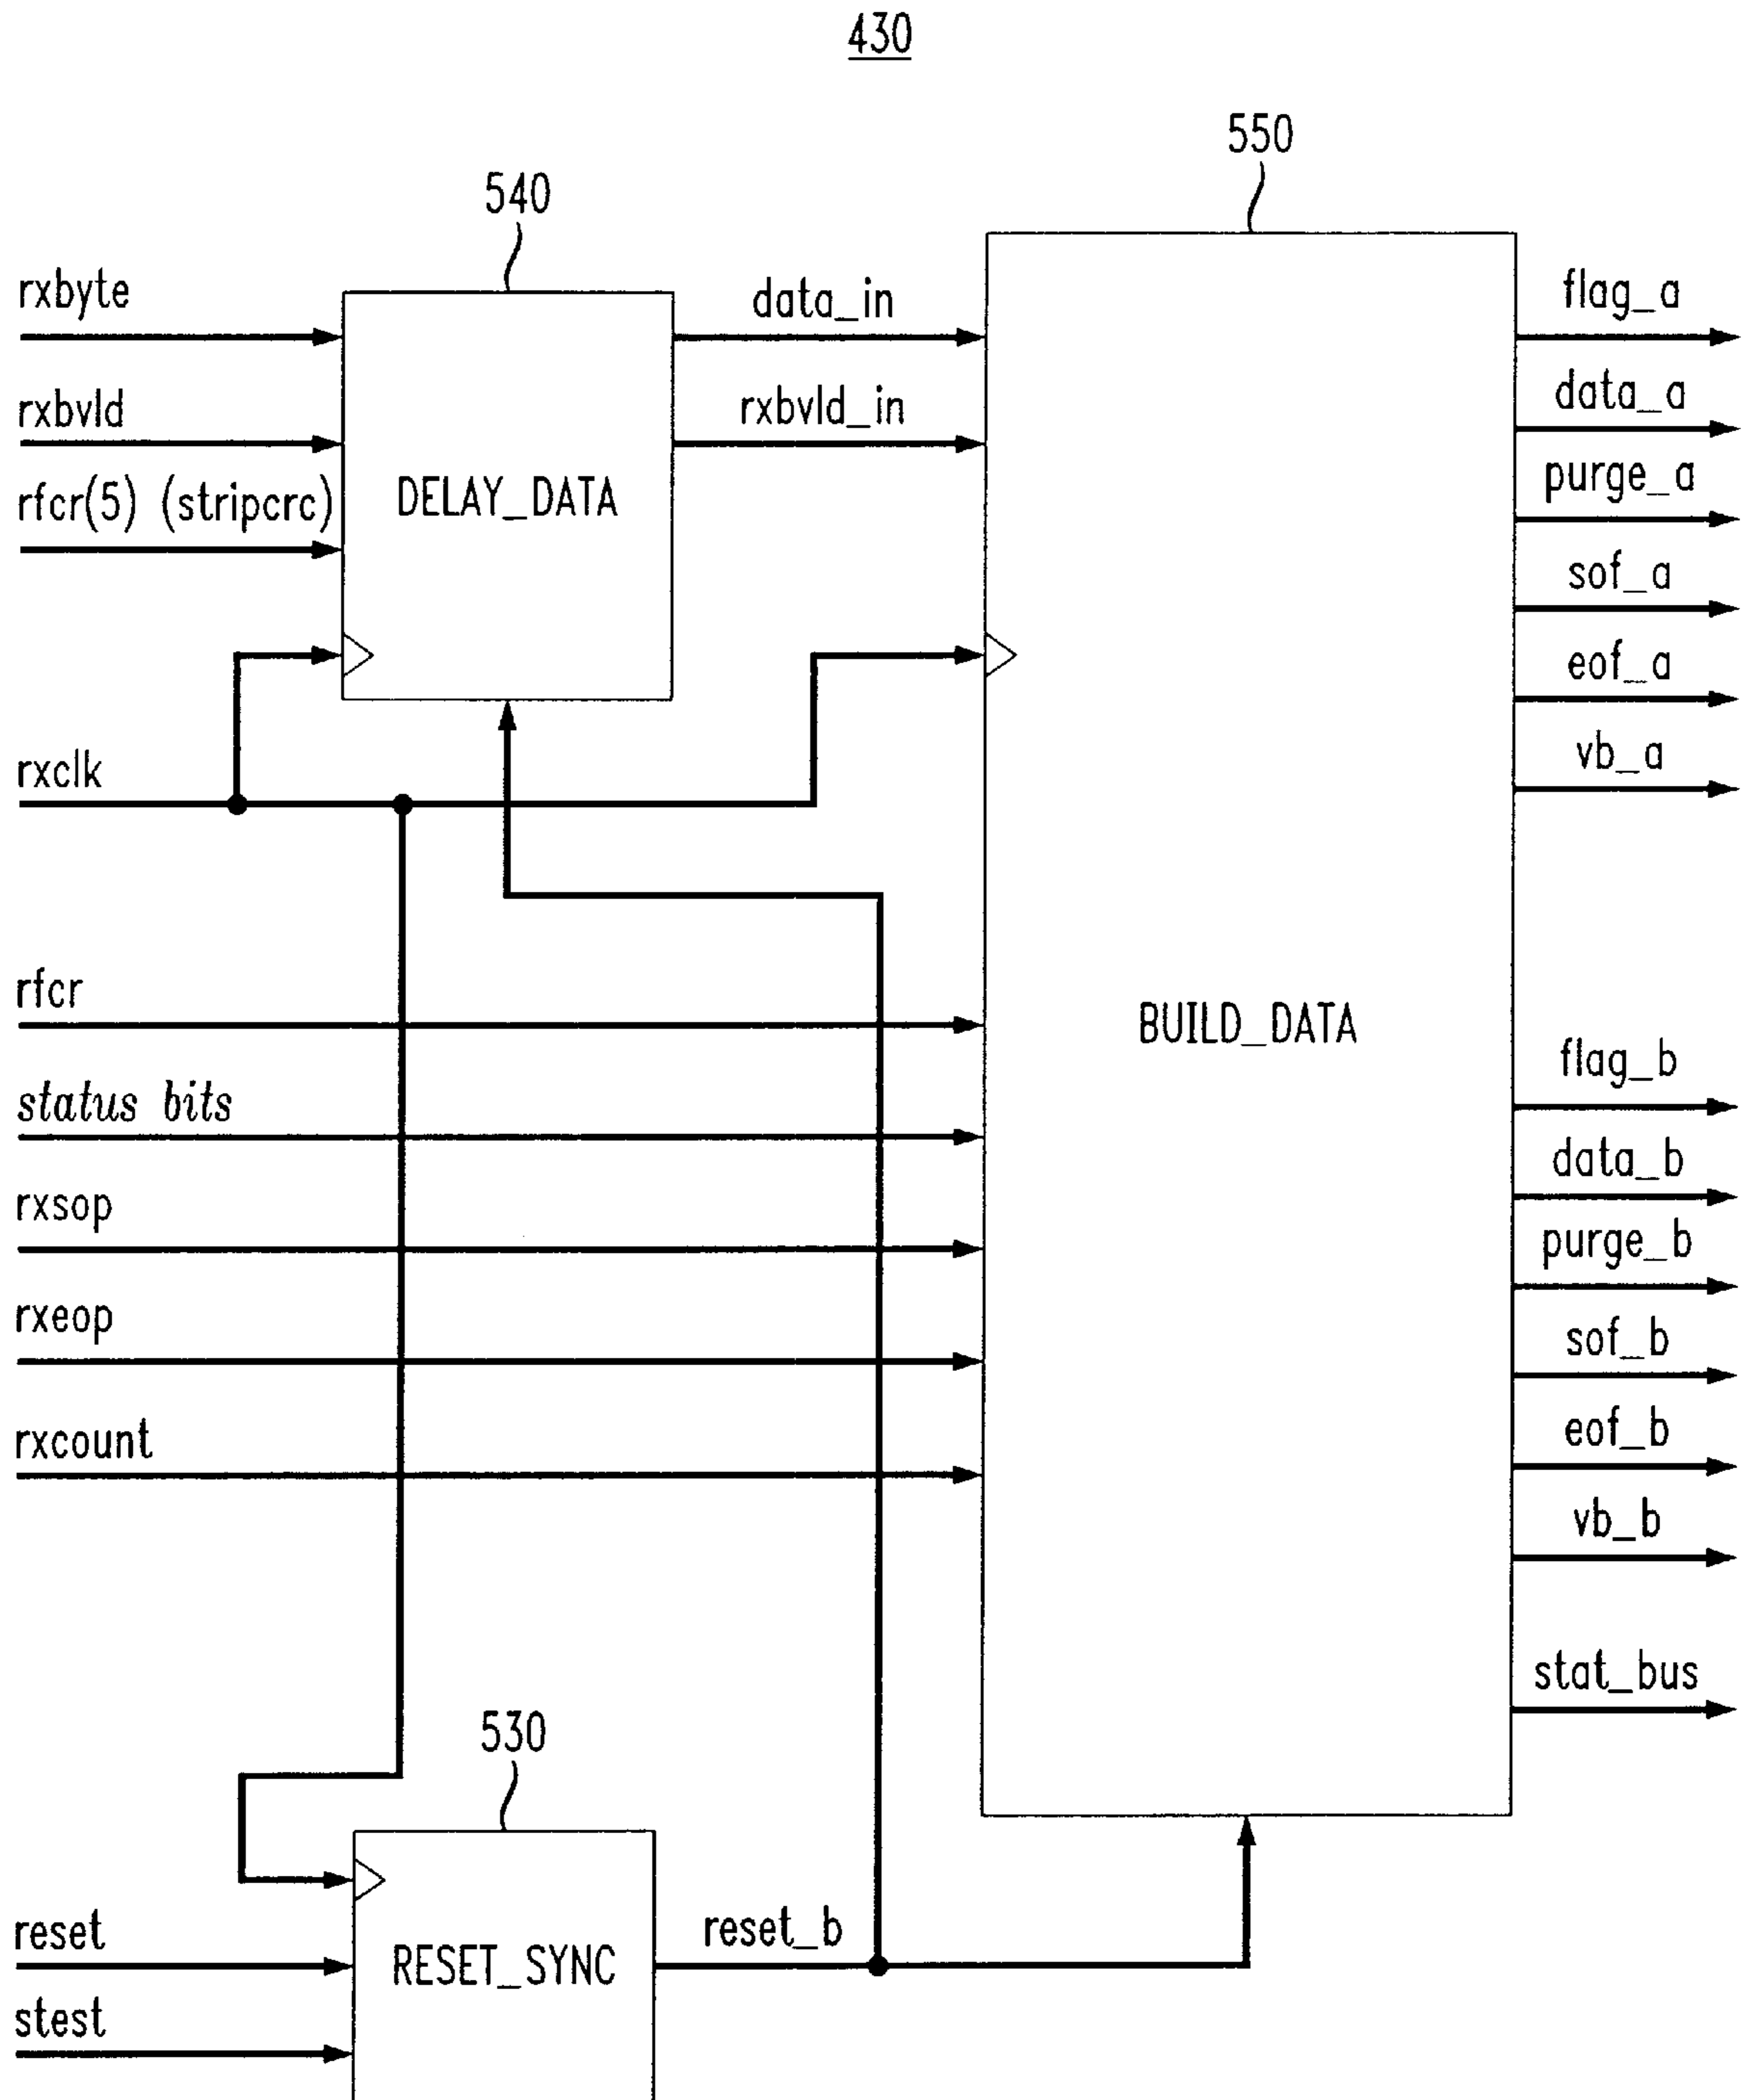 430
550
540
rxbyte
data_in
flag_a
rxbvld
rxbvld_in
data_a
rfcr(5) (stripcrc)
DELAY_DATA
purge_a
sof_a
eof_a
rxclk
vb_a
rfcr
BUILD_DATA
flag_b
status bits
data_b
rxsop
purge_b
rxeop
sof_b
rxcount
eof_b
vb_b
stat_bus
530
reset
RESET_SYNC
reset_b
stest